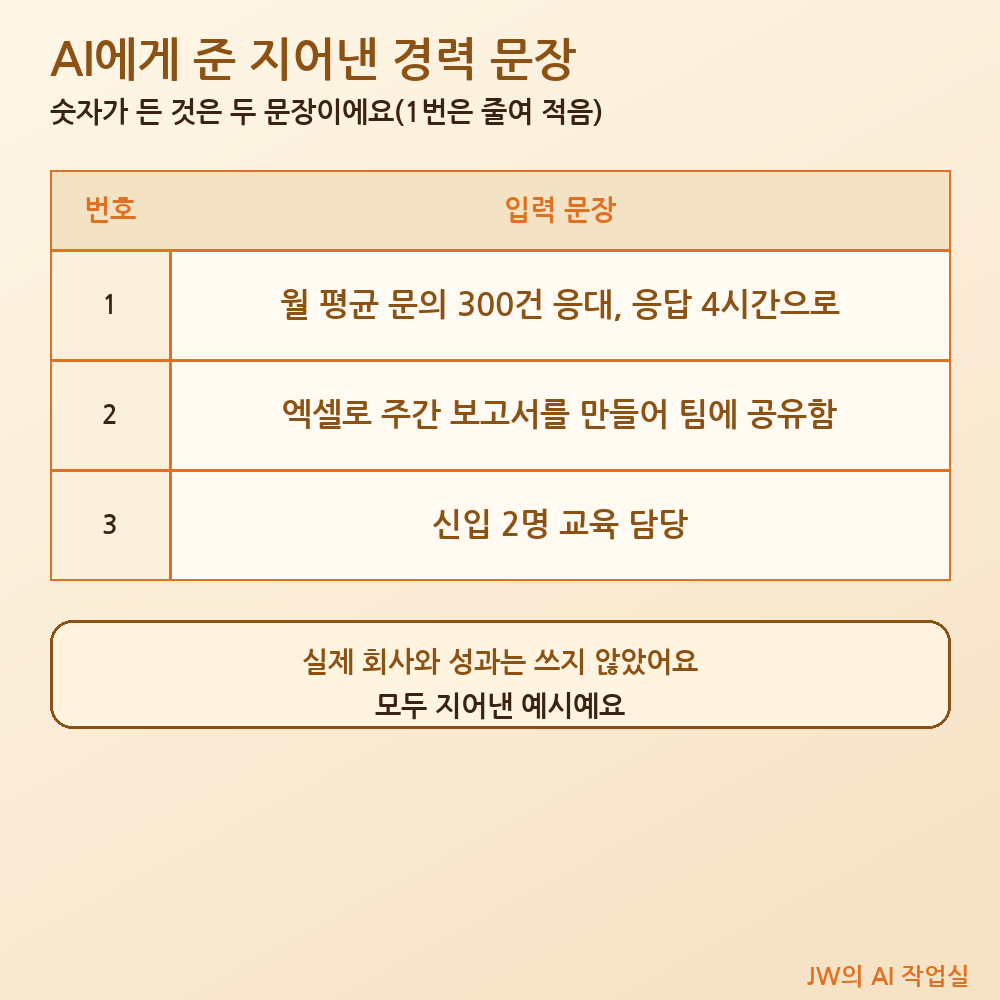 AI에게 준 지어낸 경력 문장
숫자가 든 것은 두 문장이에요(1번은 줄여 적음)
번호 입력 문장
1 월 평균 문의 300건 응대, 응답 4시간으로
2 엑셀로 주간 보고서를 만들어 팀에 공유함
3 신입 2명 교육 담당
실제 회사와 성과는 쓰지 않았어요
모두 지어낸 예시예요
JW의 AI 작업실